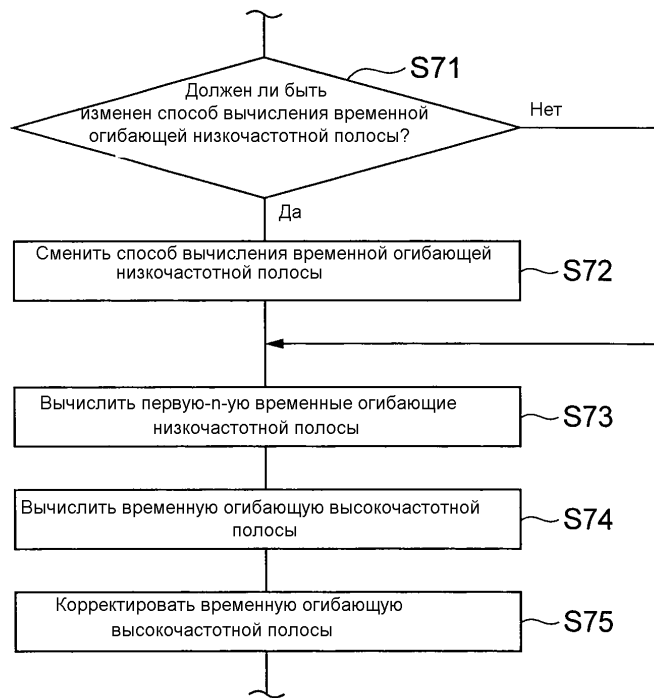 S71
Должен ли быть
изменен способ вычисления временной
огибающей низкочастотной полосы?
Нет
Да
Сменить способ вычисления временной огибающей
низкочастотной полосы
S72
Вычислить первую-n-ую временные огибающие
низкочастотной полосы
S73
Вычислить временную огибающую высокочастотной
полосы
S74
Корректировать временную огибающую
высокочастотной полосы
S75